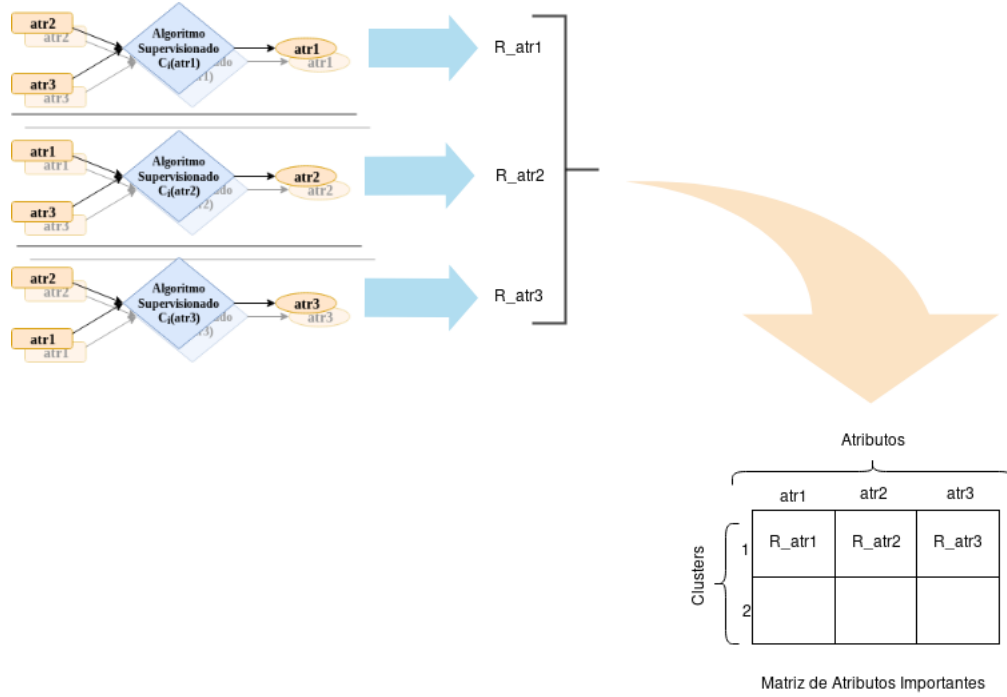 atr2
atr2
atr3
atr3
Algoritmo
Supervisionado
Cᵢ(atr1)
atr1
atr1
R_atr1
atr1
atr1
atr3
atr3
Algoritmo
Supervisionado
Cᵢ(atr2)
atr2
atr2
R_atr2
atr2
atr2
atr1
atr1
Algoritmo
Supervisionado
Cᵢ(atr3)
atr3
atr3
R_atr3
Atributos
atr1 atr2 atr3
Clusters
1 R_atr1 R_atr2 R_atr3
2
Matriz de Atributos Importantes